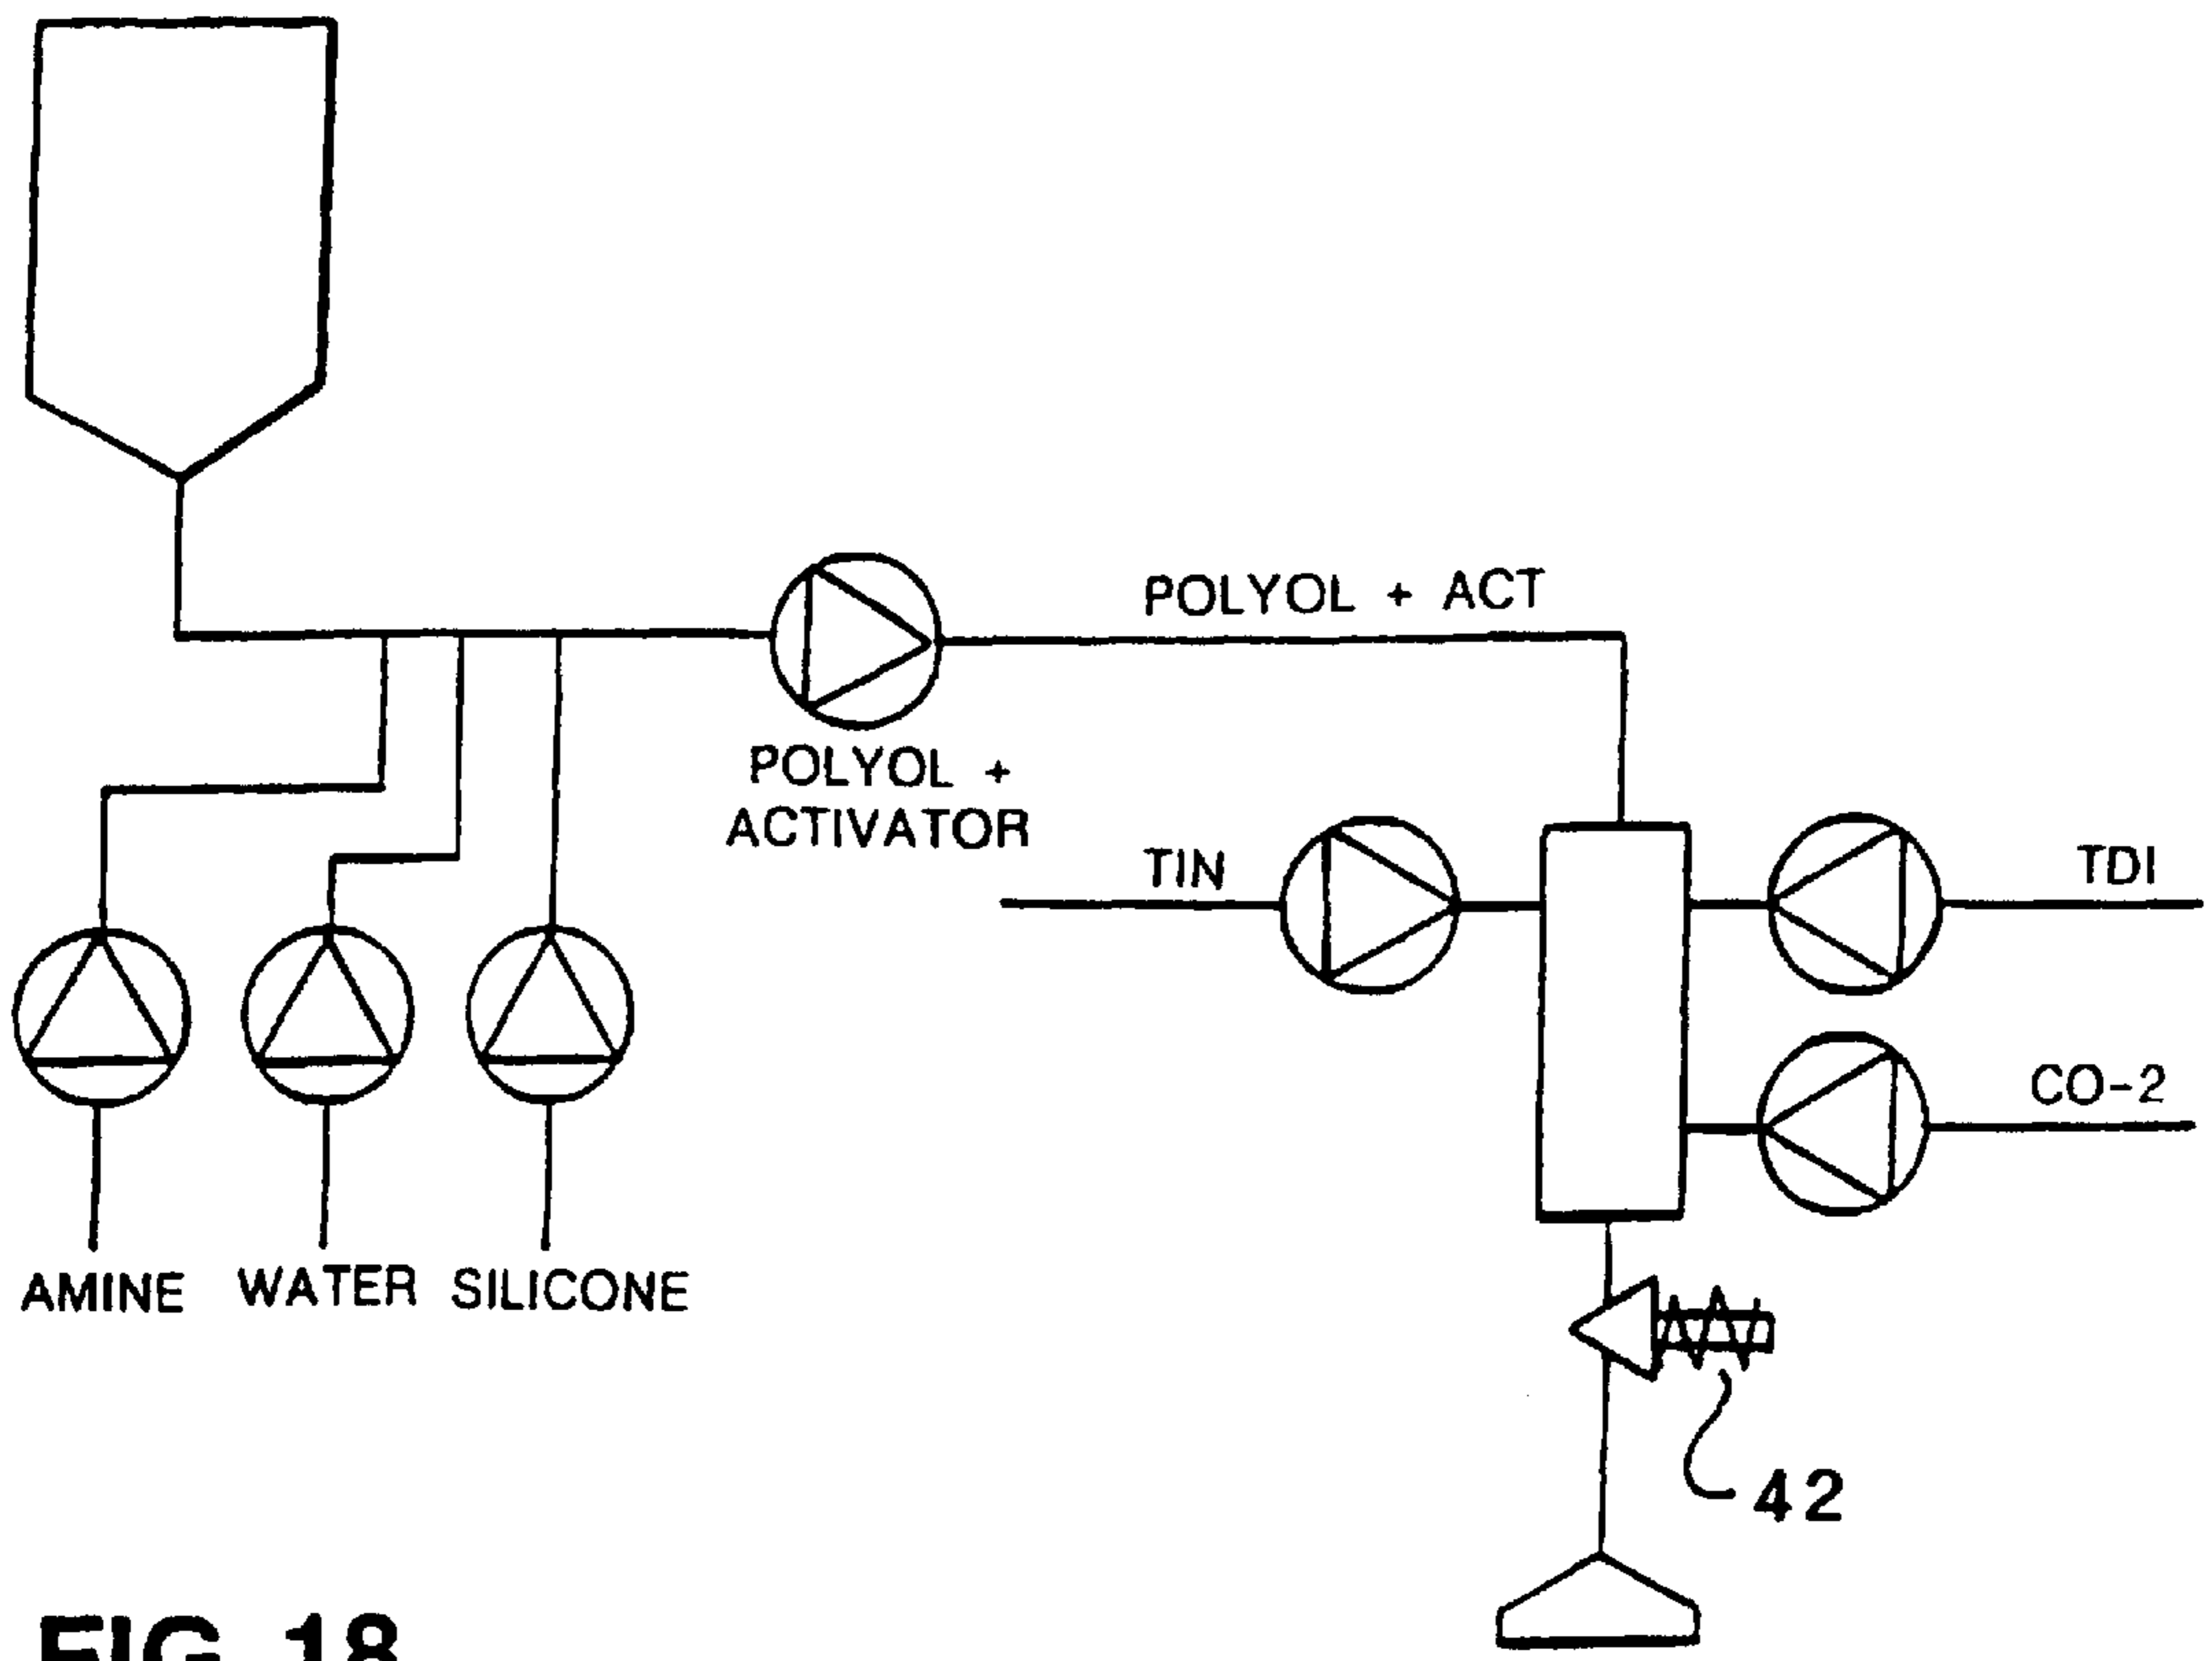 POLYOL + ACT
POLYOL +
ACTIVATOR
TIN
TDI
CO-2
AMINE
WATER
SILICONE
42
FIG. 18